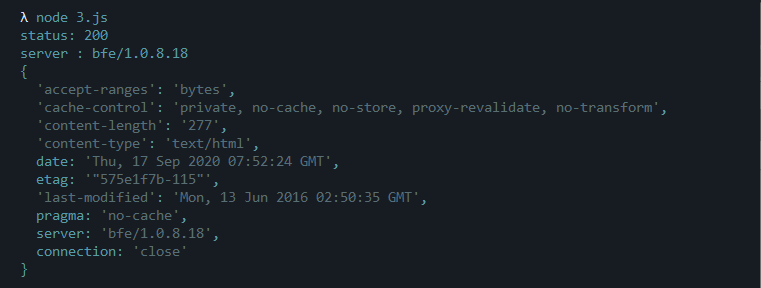 λ node 3.js
status: 200
server : bfe/1.0.8.18
{
  'accept-ranges': 'bytes',
  'cache-control': 'private, no-cache, no-store, proxy-revalidate, no-transform',
  'content-length': '277',
  'content-type': 'text/html',
  date: 'Thu, 17 Sep 2020 07:52:24 GMT',
  etag: '"575e1f7b-115"',
  'last-modified': 'Mon, 13 Jun 2016 02:50:35 GMT',
  pragma: 'no-cache',
  server: 'bfe/1.0.8.18',
  connection: 'close'
}